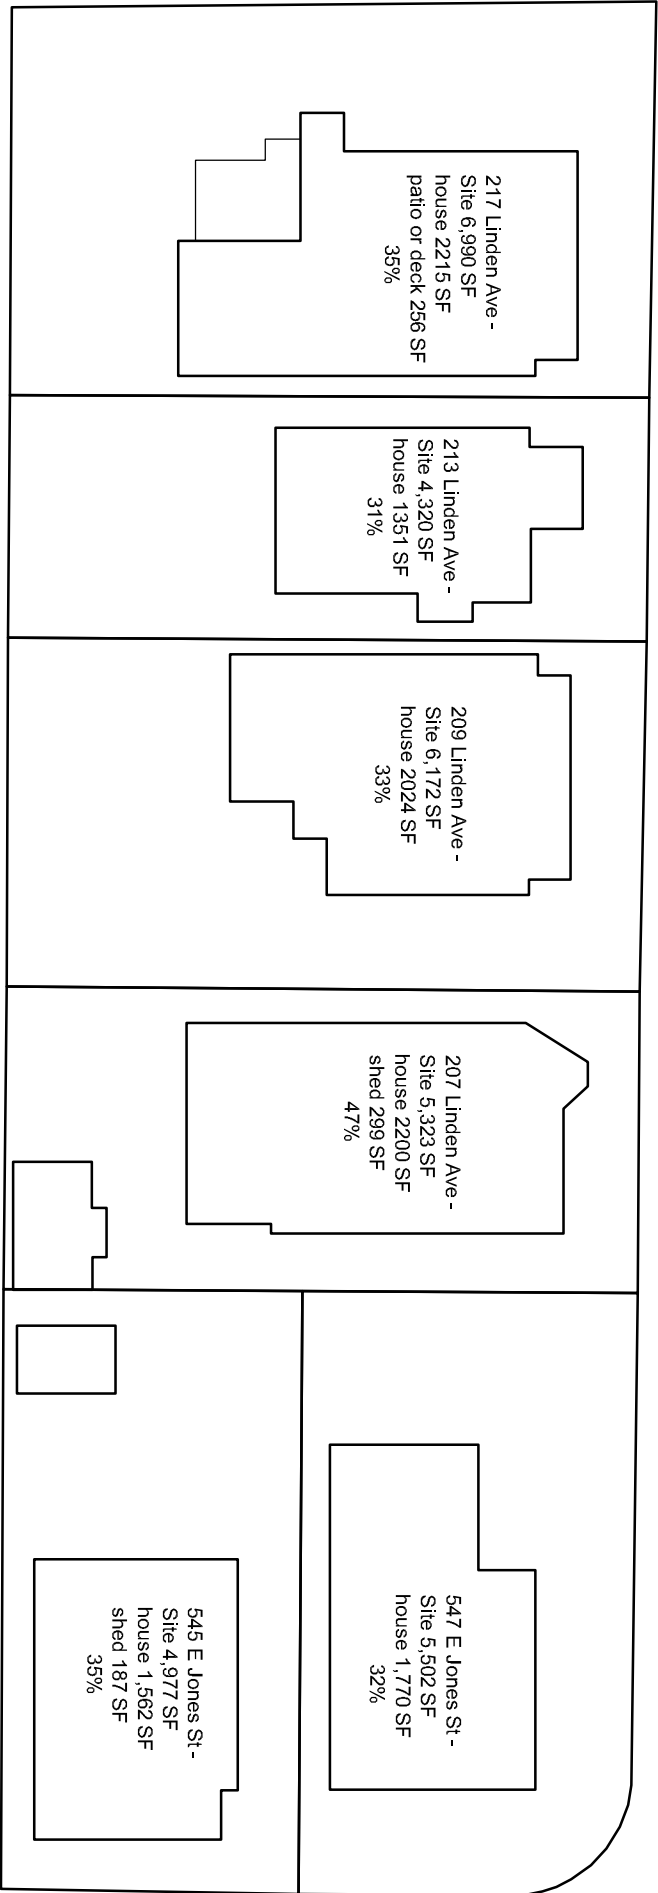 217 Linden Ave -
Site 6,990 SF
house 2215 SF
patio or deck 256 SF
35%
213 Linden Ave -
Site 4,320 SF
house 1351 SF
31%
209 Linden Ave -
Site 6,172 SF
house 2024 SF
33%
207 Linden Ave -
Site 5,323 SF
house 2200 SF
shed 299 SF
47%
547 E Jones St -
Site 5,502 SF
house 1,770 SF
32%
545 E Jones St -
Site 4,977 SF
house 1,562 SF
shed 187 SF
35%